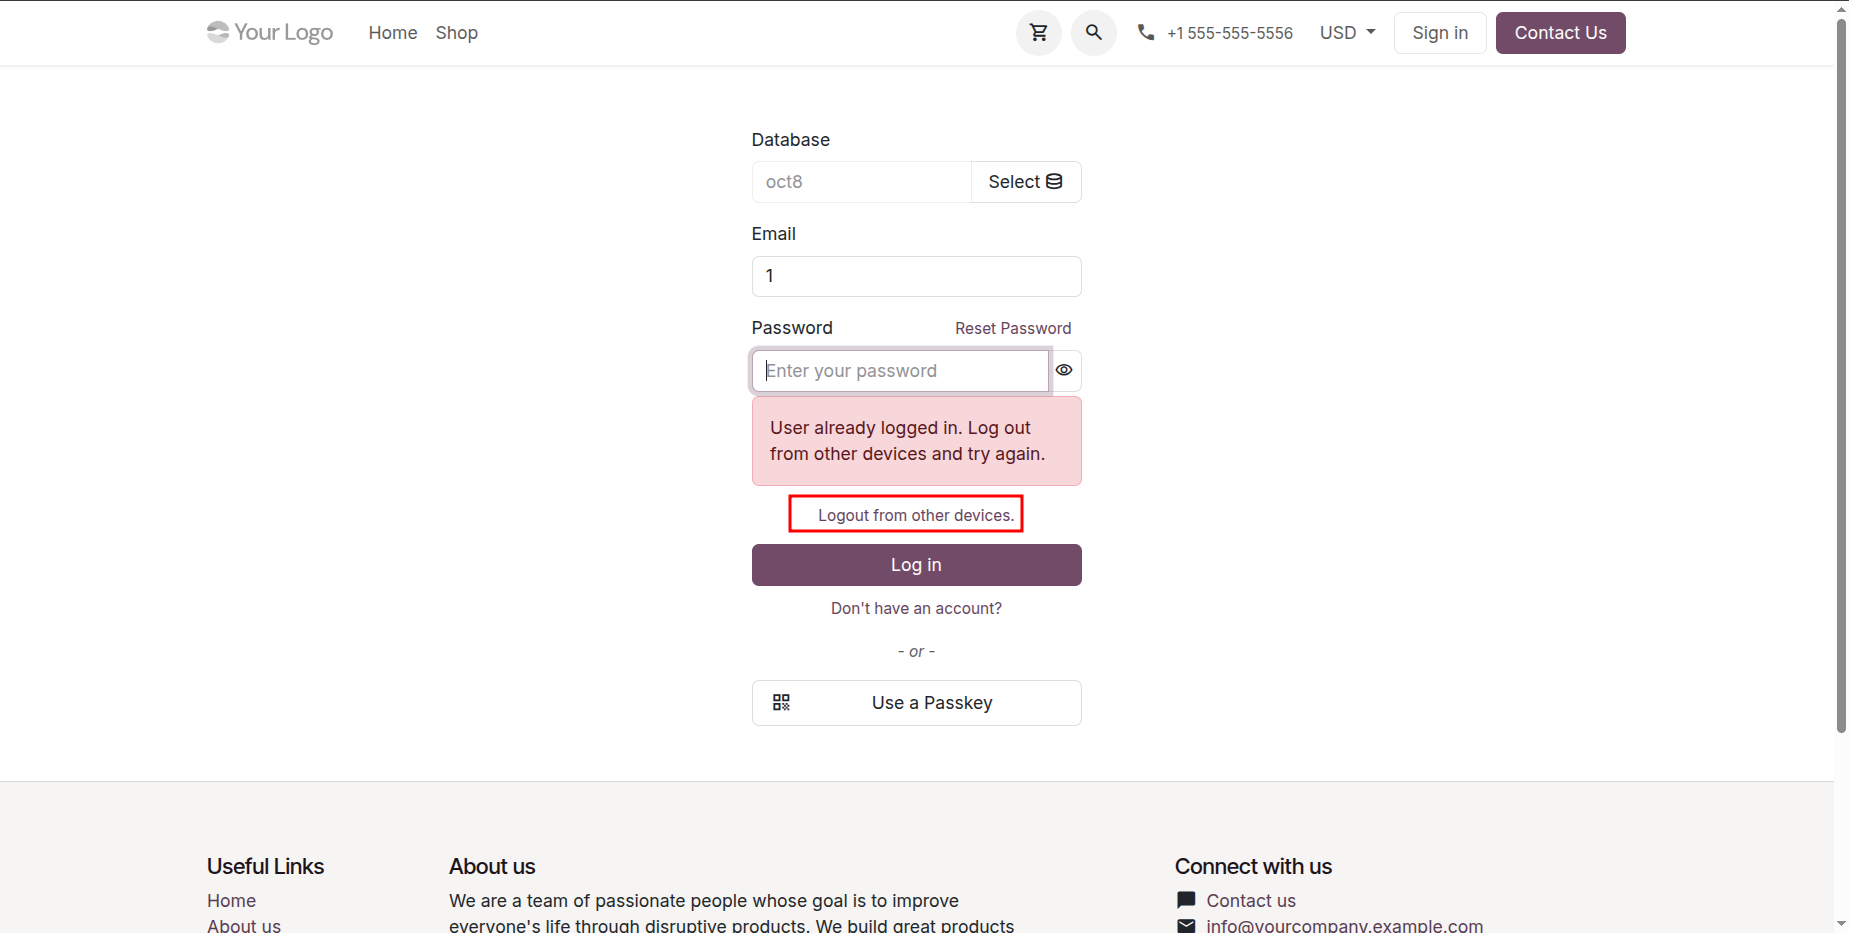 Your Logo
Home
Shop
+1 555-555-5556
USD
Sign in
Contact Us
Database
oct8
Select
Email
1
Password
Reset Password
Enter your password
User already logged in. Log out
from other devices and try again.
Logout from other devices.
Log in
Don't have an account?
- or -
Use a Passkey
Useful Links
Home
About us
About us
We are a team of passionate people whose goal is to improve
everyone's life through disruptive products. We build great products
Connect with us
Contact us
info@yourcompany.example.com